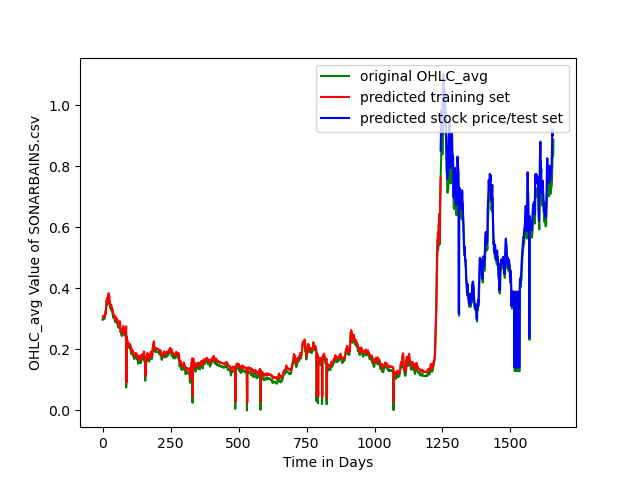 original OHLC_avg
predicted training set
predicted stock price/test set
OHLC_avg Value of SONARBAINS.csv
1.0
0.8
0.6
0.4
0.2
0.0
0 250 500 750 1000 1250 1500
Time in Days